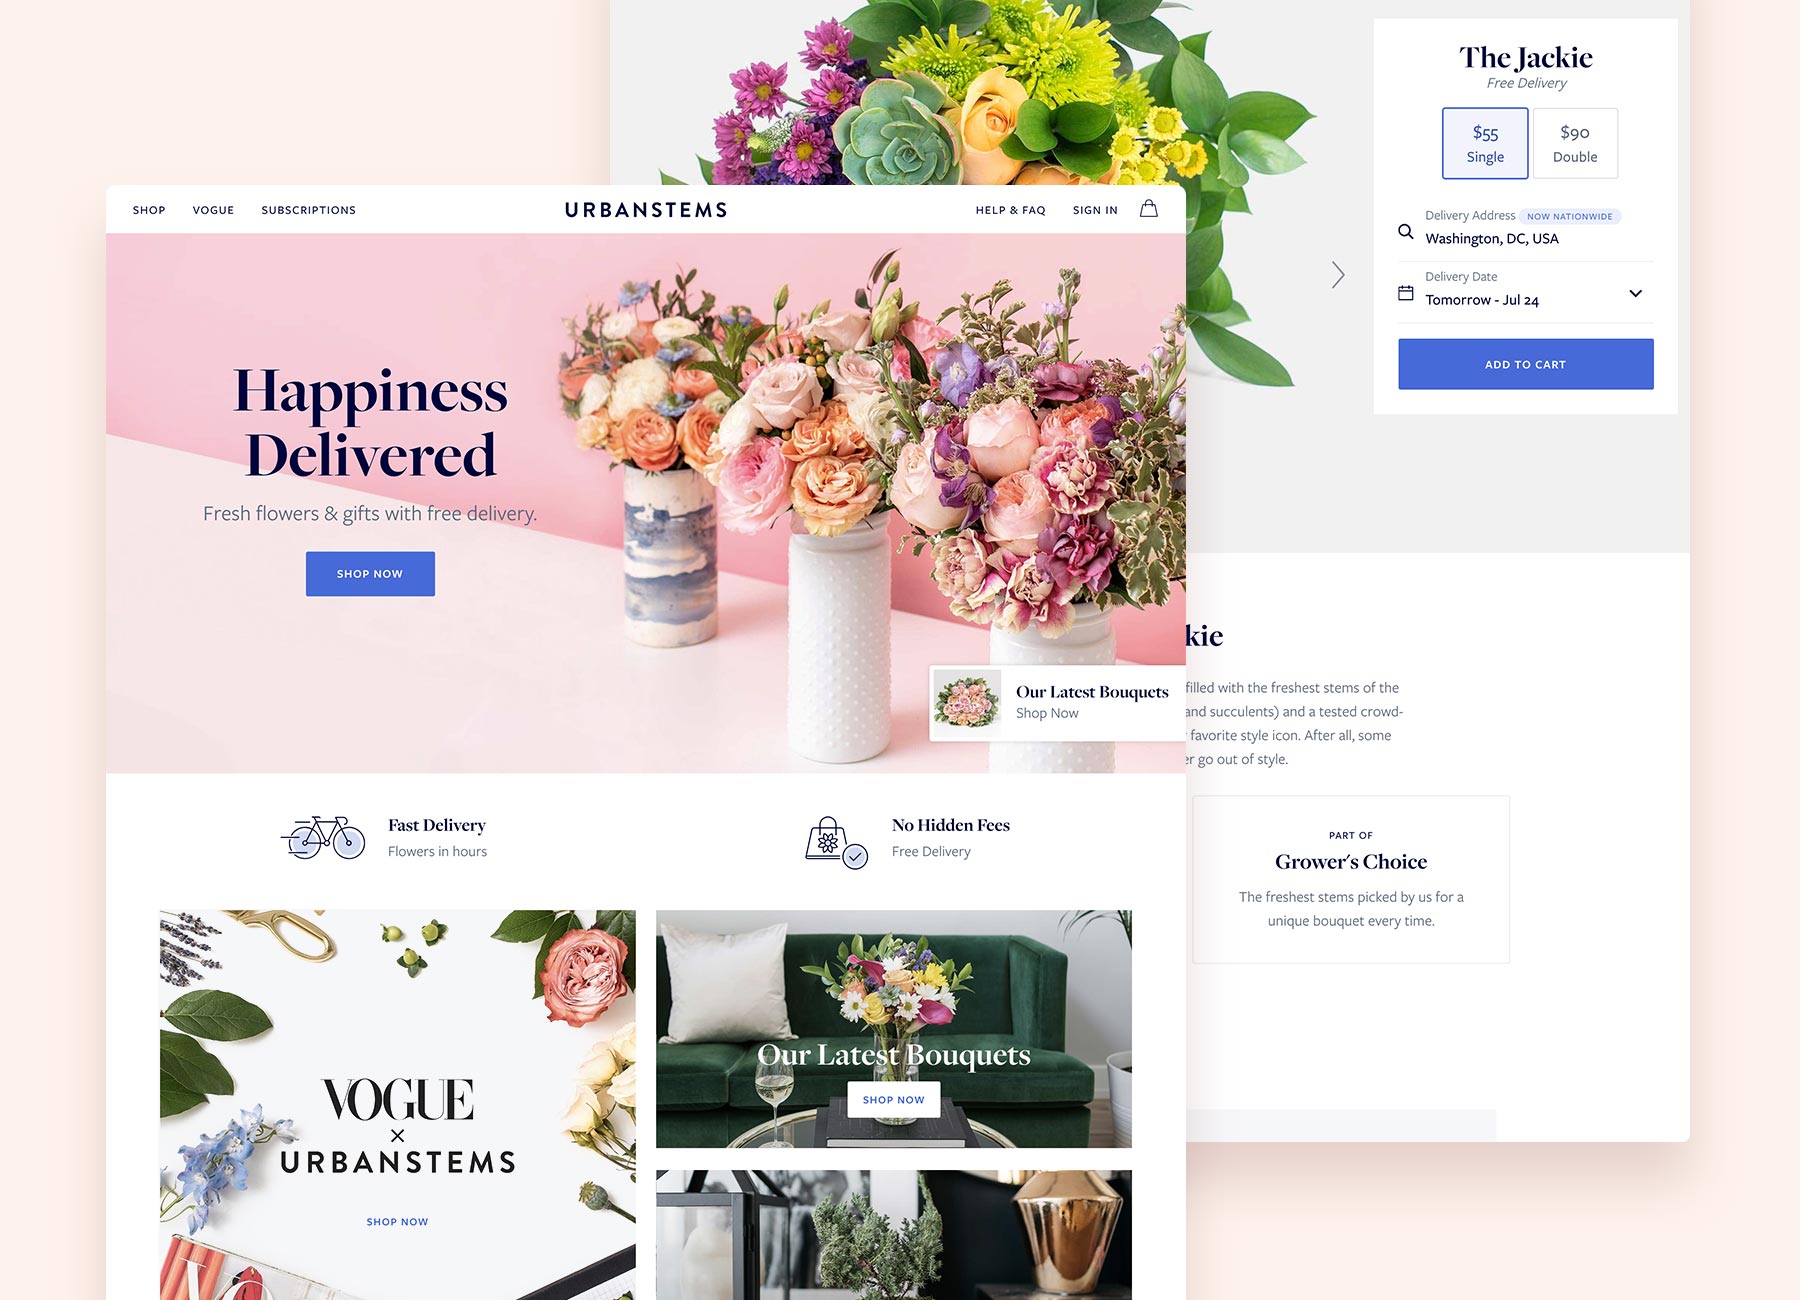 SHOP VOGUE SUBSCRIPTIONS URBANSTEMS HELP & FAQ SIGN IN
Happiness
Delivered
Fresh flowers & gifts with free delivery.
SHOP NOW
Our Latest Bouquets
Shop Now
Fast Delivery
Flowers in hours
No Hidden Fees
Free Delivery
VOGUE
×
URBANSTEMS
SHOP NOW
Our Latest Bouquets
SHOP NOW
The Jackie
Free Delivery
$55
Single
$90
Double
Delivery Address NOW NATIONWIDE
Washington, DC, USA
Delivery Date
Tomorrow - Jul 24
ADD TO CART
kie
filled with the freshest stems of the
and succulents) and a tested crowd-
favorite style icon. After all, some
er go out of style.
PART OF
Grower's Choice
The freshest stems picked by us for a
unique bouquet every time.